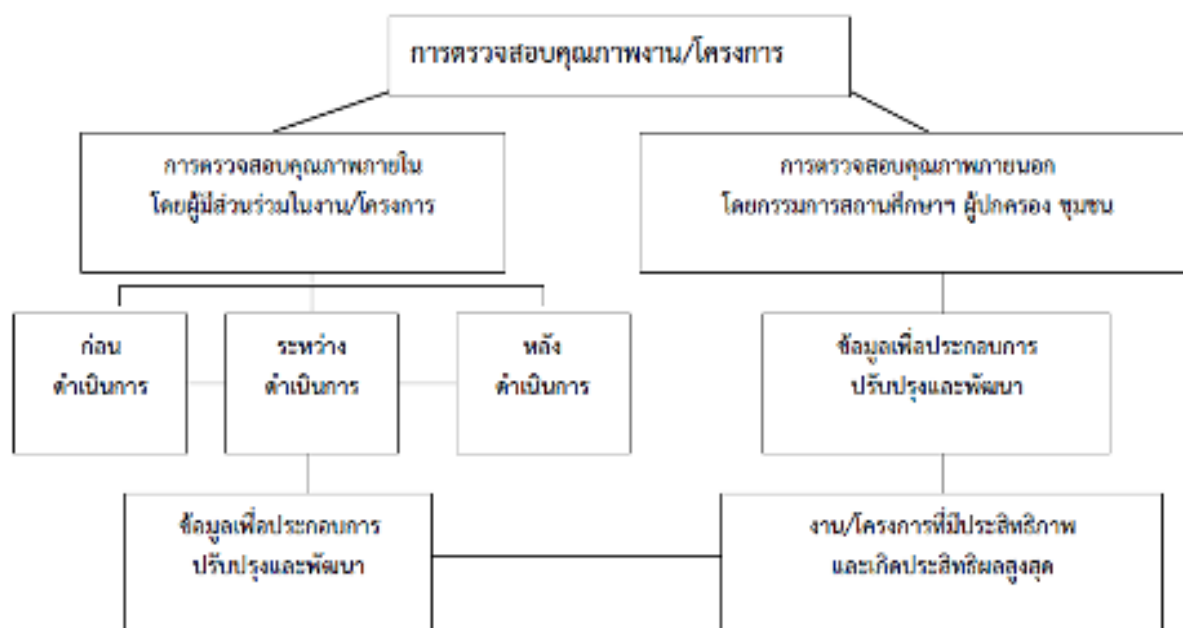 การตรวจสอบคุณภาพงาน/โครงการ
การตรวจสอบคุณภาพภายใน
โดยผู้มีส่วนร่วมในงาน/โครงการ
การตรวจสอบคุณภาพภายนอก
โดยกรรมการสถานศึกษาฯ ผู้ปกครอง ชุมชน
ก่อน
ดำเนินการ
ระหว่าง
ดำเนินการ
หลัง
ดำเนินการ
ข้อมูลเพื่อประกอบการ
ปรับปรุงและพัฒนา
ข้อมูลเพื่อประกอบการ
ปรับปรุงและพัฒนา
งาน/โครงการที่มีประสิทธิภาพ
และเกิดประสิทธิผลสูงสุด